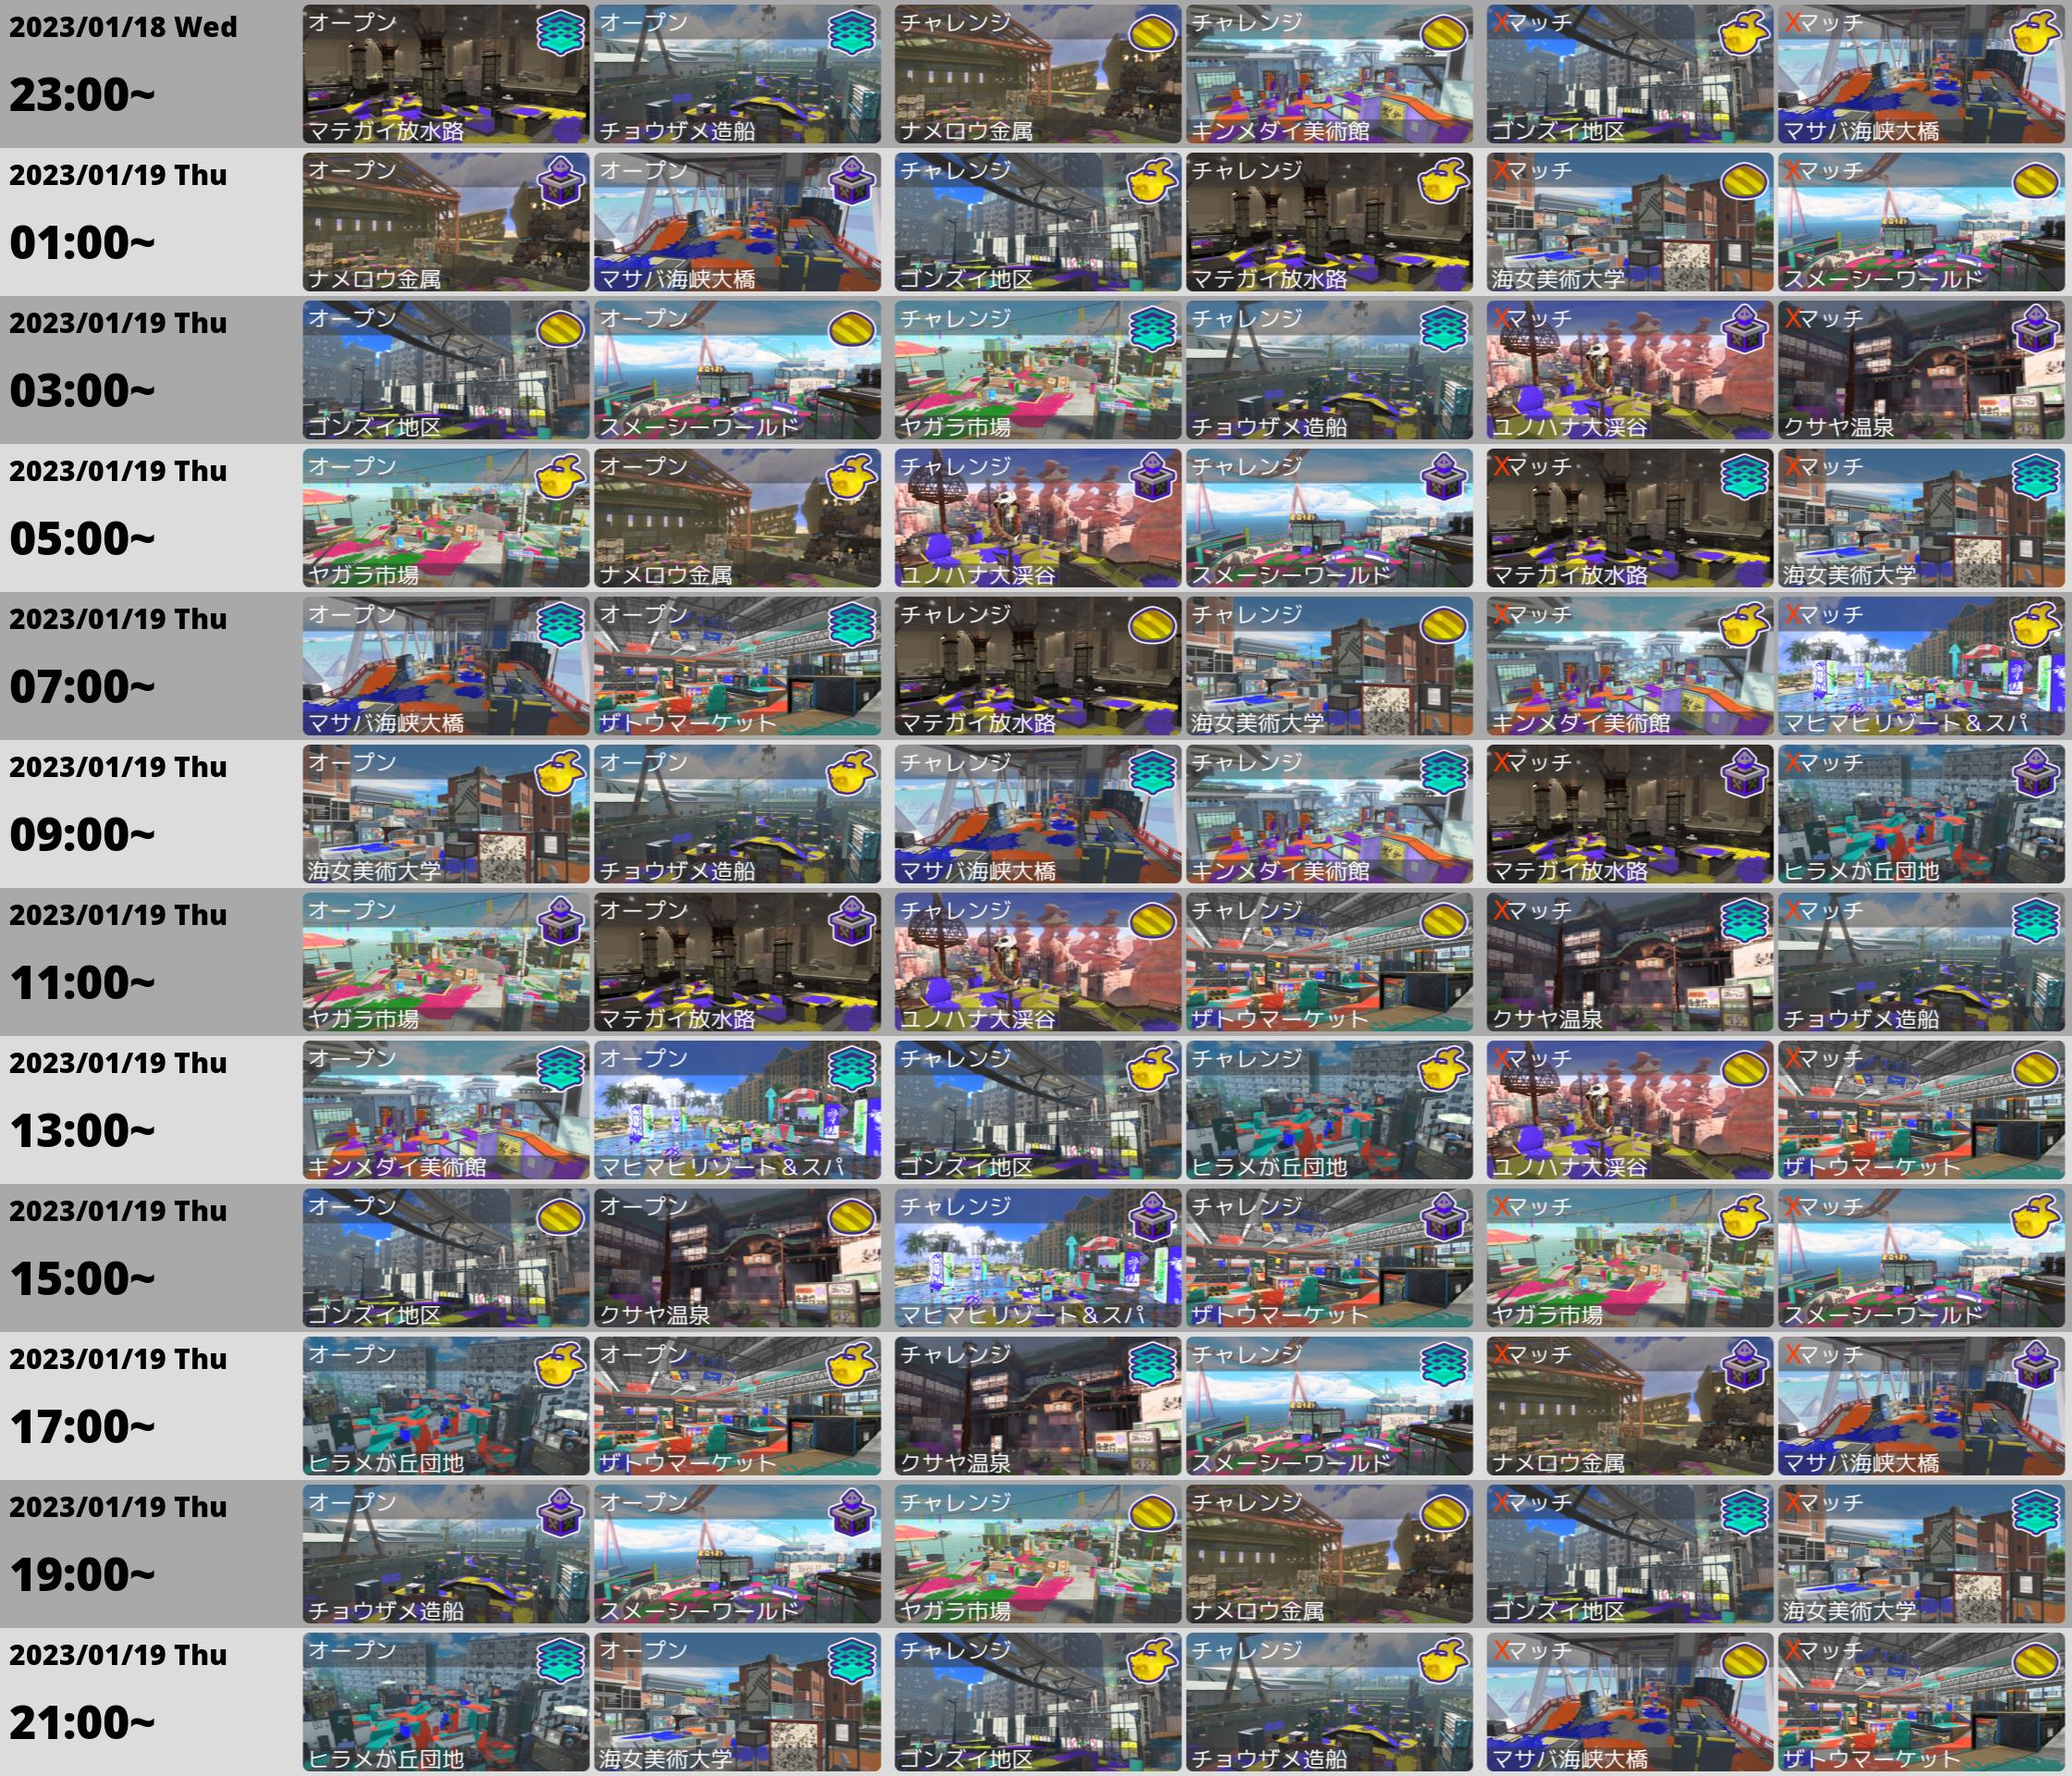 2023/01/18 Wed
23:00~
オープン
マテガイ放水路
オープン
チョウザメ造船
チャレンジ
ナメロウ金属
チャレンジ
キンメダイ美術館
Xマッチ
ゴンズイ地区
Xマッチ
マサバ海峡大橋
2023/01/19 Thu
01:00~
オープン
ナメロウ金属
オープン
マサバ海峡大橋
チャレンジ
ゴンズイ地区
チャレンジ
マテガイ放水路
Xマッチ
海女美術大学
Xマッチ
スメーシーワールド
2023/01/19 Thu
03:00~
オープン
ゴンズイ地区
オープン
スメーシーワールド
チャレンジ
ヤガラ市場
チャレンジ
チョウザメ造船
Xマッチ
ユノハナ大渓谷
Xマッチ
クサヤ温泉
2023/01/19 Thu
05:00~
オープン
ヤガラ市場
オープン
ナメロウ金属
チャレンジ
ユノハナ大渓谷
チャレンジ
スメーシーワールド
Xマッチ
マテガイ放水路
Xマッチ
海女美術大学
2023/01/19 Thu
07:00~
オープン
マサバ海峡大橋
オープン
ザトウマーケット
チャレンジ
マテガイ放水路
チャレンジ
海女美術大学
Xマッチ
キンメダイ美術館
Xマッチ
マヒマヒリゾート＆スパ
2023/01/19 Thu
09:00~
オープン
海女美術大学
オープン
チョウザメ造船
チャレンジ
マサバ海峡大橋
チャレンジ
キンメダイ美術館
Xマッチ
マテガイ放水路
Xマッチ
ヒラメが丘団地
2023/01/19 Thu
11:00~
オープン
ヤガラ市場
オープン
マテガイ放水路
チャレンジ
ユノハナ大渓谷
チャレンジ
ザトウマーケット
Xマッチ
クサヤ温泉
Xマッチ
チョウザメ造船
2023/01/19 Thu
13:00~
オープン
キンメダイ美術館
オープン
マヒマヒリゾート＆スパ
チャレンジ
ゴンズイ地区
チャレンジ
ヒラメが丘団地
Xマッチ
ユノハナ大渓谷
Xマッチ
ザトウマーケット
2023/01/19 Thu
15:00~
オープン
ゴンズイ地区
オープン
クサヤ温泉
チャレンジ
マヒマヒリゾート＆スパ
チャレンジ
ザトウマーケット
Xマッチ
ヤガラ市場
Xマッチ
スメーシーワールド
2023/01/19 Thu
17:00~
オープン
ヒラメが丘団地
オープン
ザトウマーケット
チャレンジ
クサヤ温泉
チャレンジ
スメーシーワールド
Xマッチ
ナメロウ金属
Xマッチ
マサバ海峡大橋
2023/01/19 Thu
19:00~
オープン
チョウザメ造船
オープン
スメーシーワールド
チャレンジ
ヤガラ市場
チャレンジ
ナメロウ金属
Xマッチ
ゴンズイ地区
Xマッチ
海女美術大学
2023/01/19 Thu
21:00~
オープン
ヒラメが丘団地
オープン
海女美術大学
チャレンジ
ゴンズイ地区
チャレンジ
チョウザメ造船
Xマッチ
マサバ海峡大橋
Xマッチ
ザトウマーケット